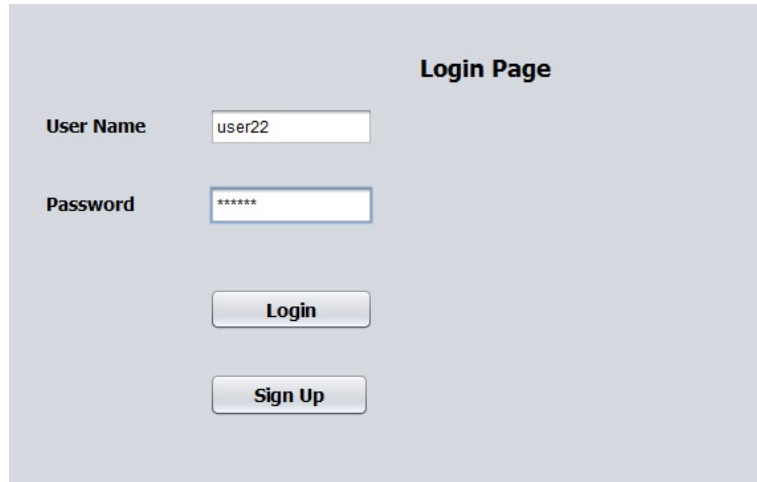 Login Page
User Name user22
Password ******
Login
Sign Up